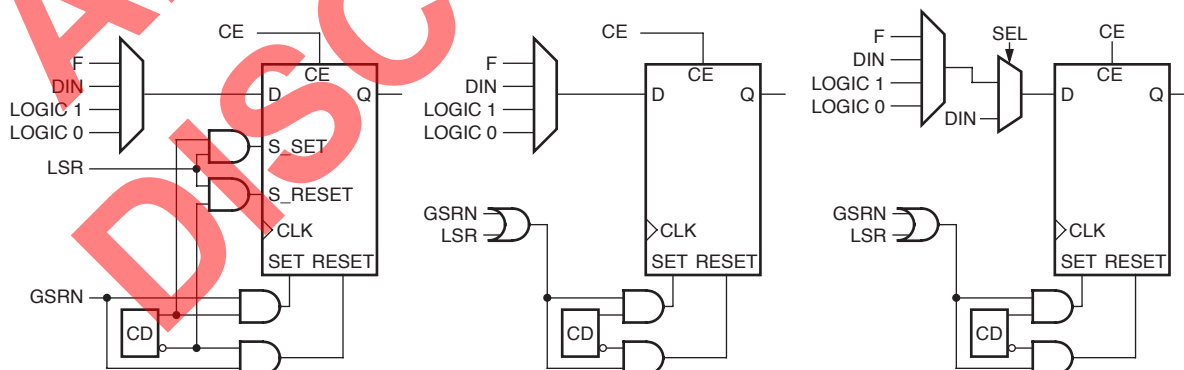 CE
F
DIN
LOGIC 1
LOGIC 0
LSR
GSRN
CD
CE
D
Q
S_SET
S_RESET
CLK
SET RESET
CE
F
DIN
LOGIC 1
LOGIC 0
GSRN
LSR
CD
D
Q
CLK
SET RESET
F
DIN
LOGIC 1
LOGIC 0
SEL
DIN
CE
CE
D
Q
GSRN
LSR
CLK
SET RESET
CD
DISC